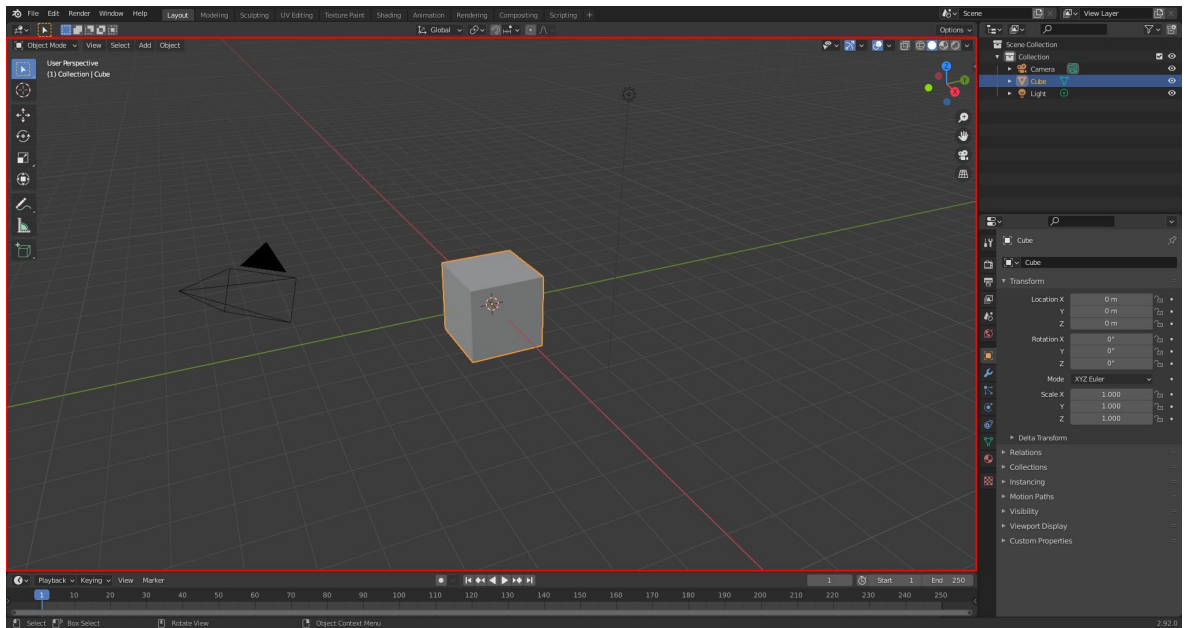 File Edit Render Window Help Layout Modeling Sculpting UV Editing Texture Paint Shading Animation Rendering Compositing Scripting + Scene View Layer
Global Options
Object Mode View Select Add Object
User Perspective
(1) Collection | Cube
Z
Y
X
Scene Collection
Collection
Camera
Cube
Light
Cube
Cube
Transform
Location X 0 m
Y 0 m
Z 0 m
Rotation X 0°
Y 0°
Z 0°
Mode XYZ Euler
Scale X 1.000
Y 1.000
Z 1.000
Delta Transform
Relations
Collections
Instancing
Motion Paths
Visibility
Viewport Display
Custom Properties
Playback Keying View Marker 1 Start 1 End 250
1 10 20 30 40 50 60 70 80 90 100 110 120 130 140 150 160 170 180 190 200 210 220 230 240 250
Select Box Select Rotate View Object Context Menu 2.92.0